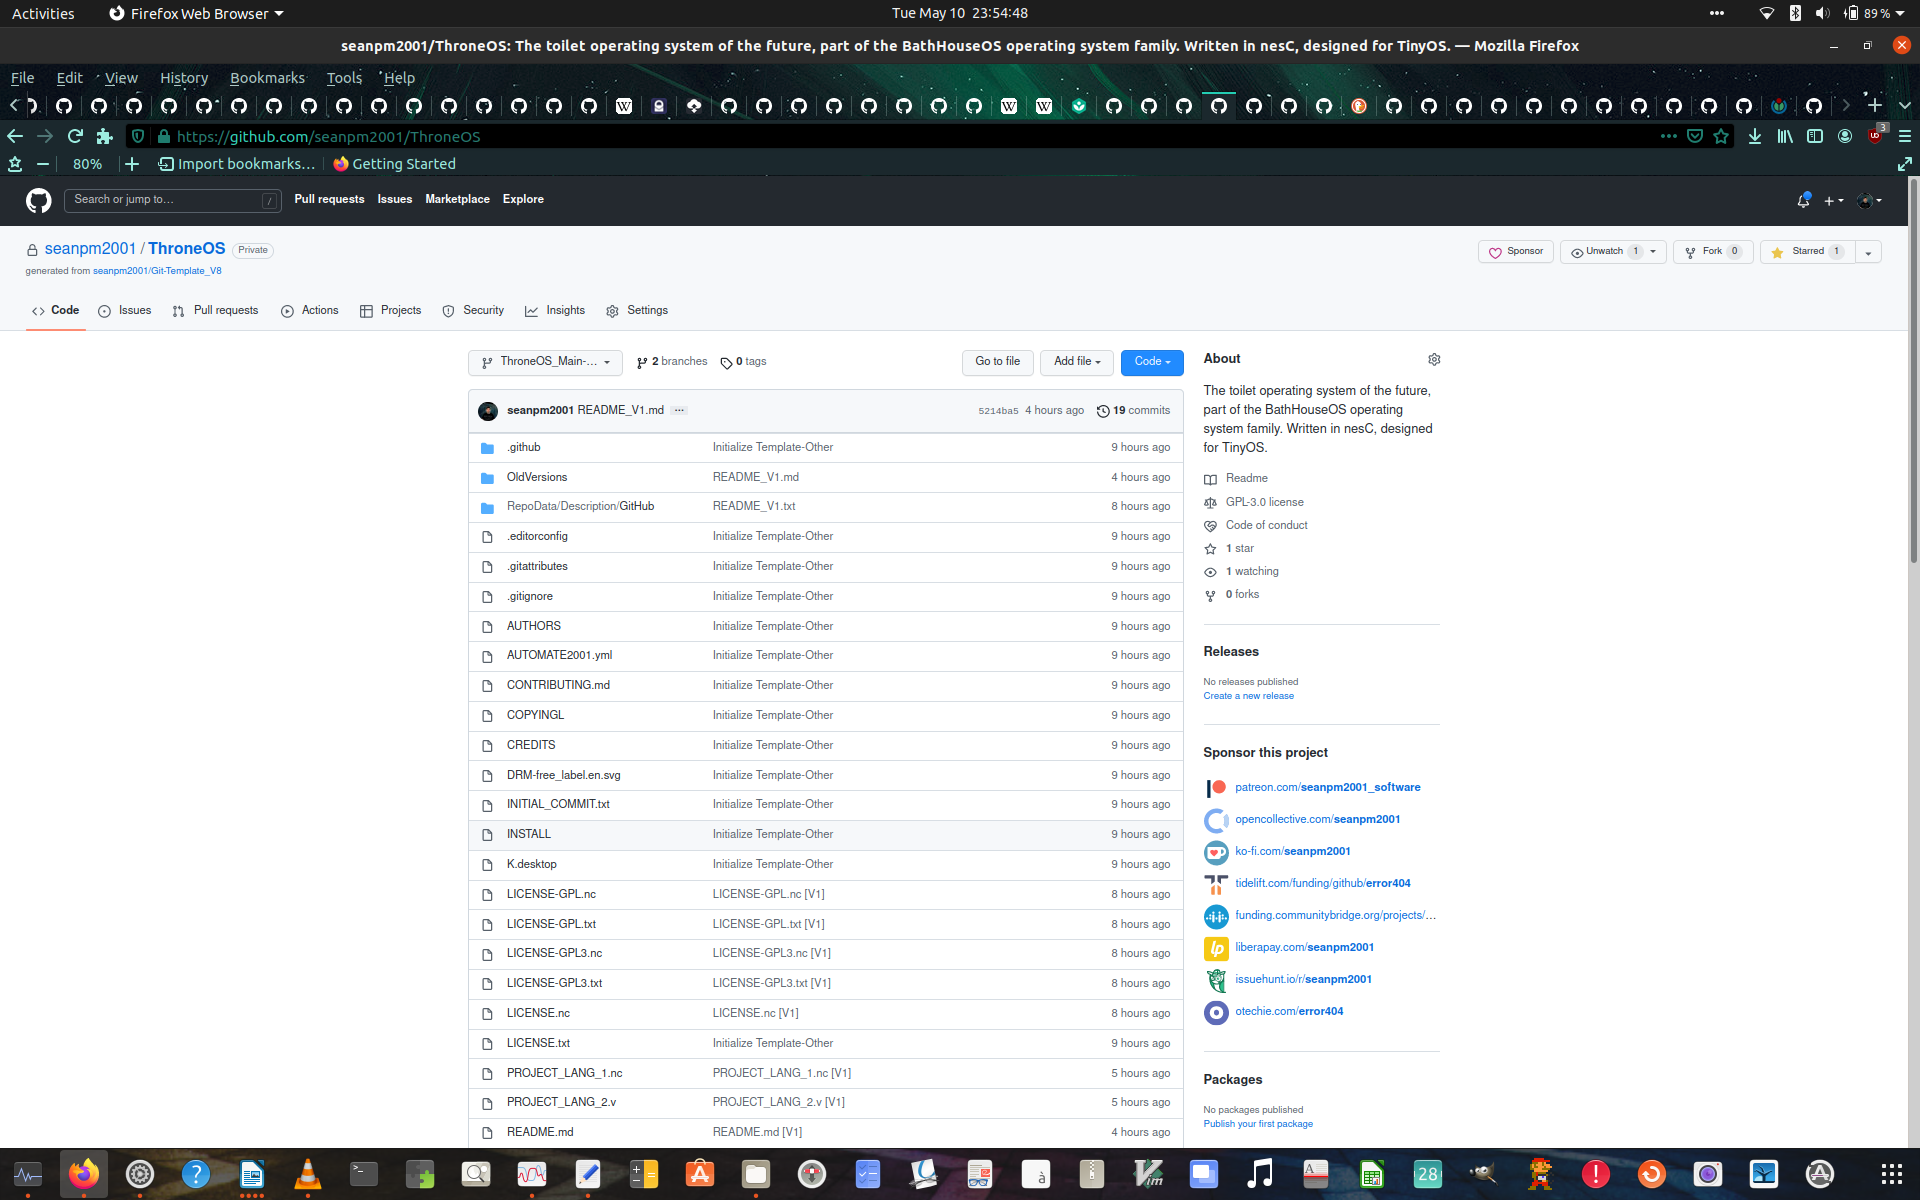 Activities Firefox Web Browser Tue May 10 23:54:48 89 %
seanpm2001/ThroneOS: The toilet operating system of the future, part of the BathHouseOS operating system family. Written in nesC, designed for TinyOS. — Mozilla Firefox
File Edit View History Bookmarks Tools Help
https://github.com/seanpm2001/ThroneOS 3
80% Import bookmarks... Getting Started
Search or jump to... / Pull requests Issues Marketplace Explore
seanpm2001 / ThroneOS Private Sponsor Unwatch 1 Fork 0 Starred 1
generated from seanpm2001/Git-Template_V8
Code Issues Pull requests Actions Projects Security Insights Settings
ThroneOS_Main-... 2 branches 0 tags Go to file Add file Code
seanpm2001 README_V1.md ... 5214ba5 4 hours ago 19 commits
.github Initialize Template-Other 9 hours ago
OldVersions README_V1.md 4 hours ago
RepoData/Description/GitHub README_V1.txt 8 hours ago
.editorconfig Initialize Template-Other 9 hours ago
.gitattributes Initialize Template-Other 9 hours ago
.gitignore Initialize Template-Other 9 hours ago
AUTHORS Initialize Template-Other 9 hours ago
AUTOMATE2001.yml Initialize Template-Other 9 hours ago
CONTRIBUTING.md Initialize Template-Other 9 hours ago
COPYINGL Initialize Template-Other 9 hours ago
CREDITS Initialize Template-Other 9 hours ago
DRM-free_label.en.svg Initialize Template-Other 9 hours ago
INITIAL_COMMIT.txt Initialize Template-Other 9 hours ago
INSTALL Initialize Template-Other 9 hours ago
K.desktop Initialize Template-Other 9 hours ago
LICENSE-GPL.nc LICENSE-GPL.nc [V1] 8 hours ago
LICENSE-GPL.txt LICENSE-GPL.txt [V1] 8 hours ago
LICENSE-GPL3.nc LICENSE-GPL3.nc [V1] 8 hours ago
LICENSE-GPL3.txt LICENSE-GPL3.txt [V1] 8 hours ago
LICENSE.nc LICENSE.nc [V1] 8 hours ago
LICENSE.txt Initialize Template-Other 9 hours ago
PROJECT_LANG_1.nc PROJECT_LANG_1.nc [V1] 5 hours ago
PROJECT_LANG_2.v PROJECT_LANG_2.v [V1] 5 hours ago
README.md README.md [V1] 4 hours ago
About
The toilet operating system of the future,
part of the BathHouseOS operating
system family. Written in nesC, designed
for TinyOS.
Readme
GPL-3.0 license
Code of conduct
1 star
1 watching
0 forks
Releases
No releases published
Create a new release
Sponsor this project
patreon.com/seanpm2001_software
opencollective.com/seanpm2001
ko-fi.com/seanpm2001
tidelift.com/funding/github/error404
funding.communitybridge.org/projects/...
liberapay.com/seanpm2001
issuehunt.io/r/seanpm2001
otechie.com/error404
Packages
No packages published
Publish your first package
28